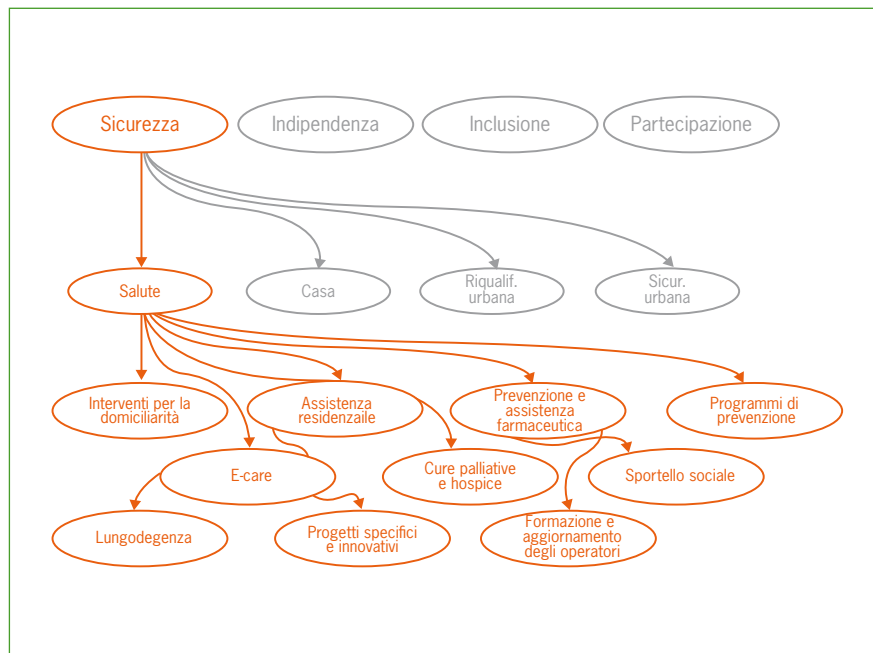 Sicurezza
Indipendenza
Inclusione
Partecipazione
Salute
Casa
Riqualif.
urbana
Sicur.
urbana
Interventi per la
domiciliarità
Assistenza
residenzaile
Prevenzione e
assistenza
farmaceutica
Programmi di
prevenzione
E-care
Cure palliative
e hospice
Sportello sociale
Lungodegenza
Progetti specifici
e innovativi
Formazione e
aggiornamento
degli operatori